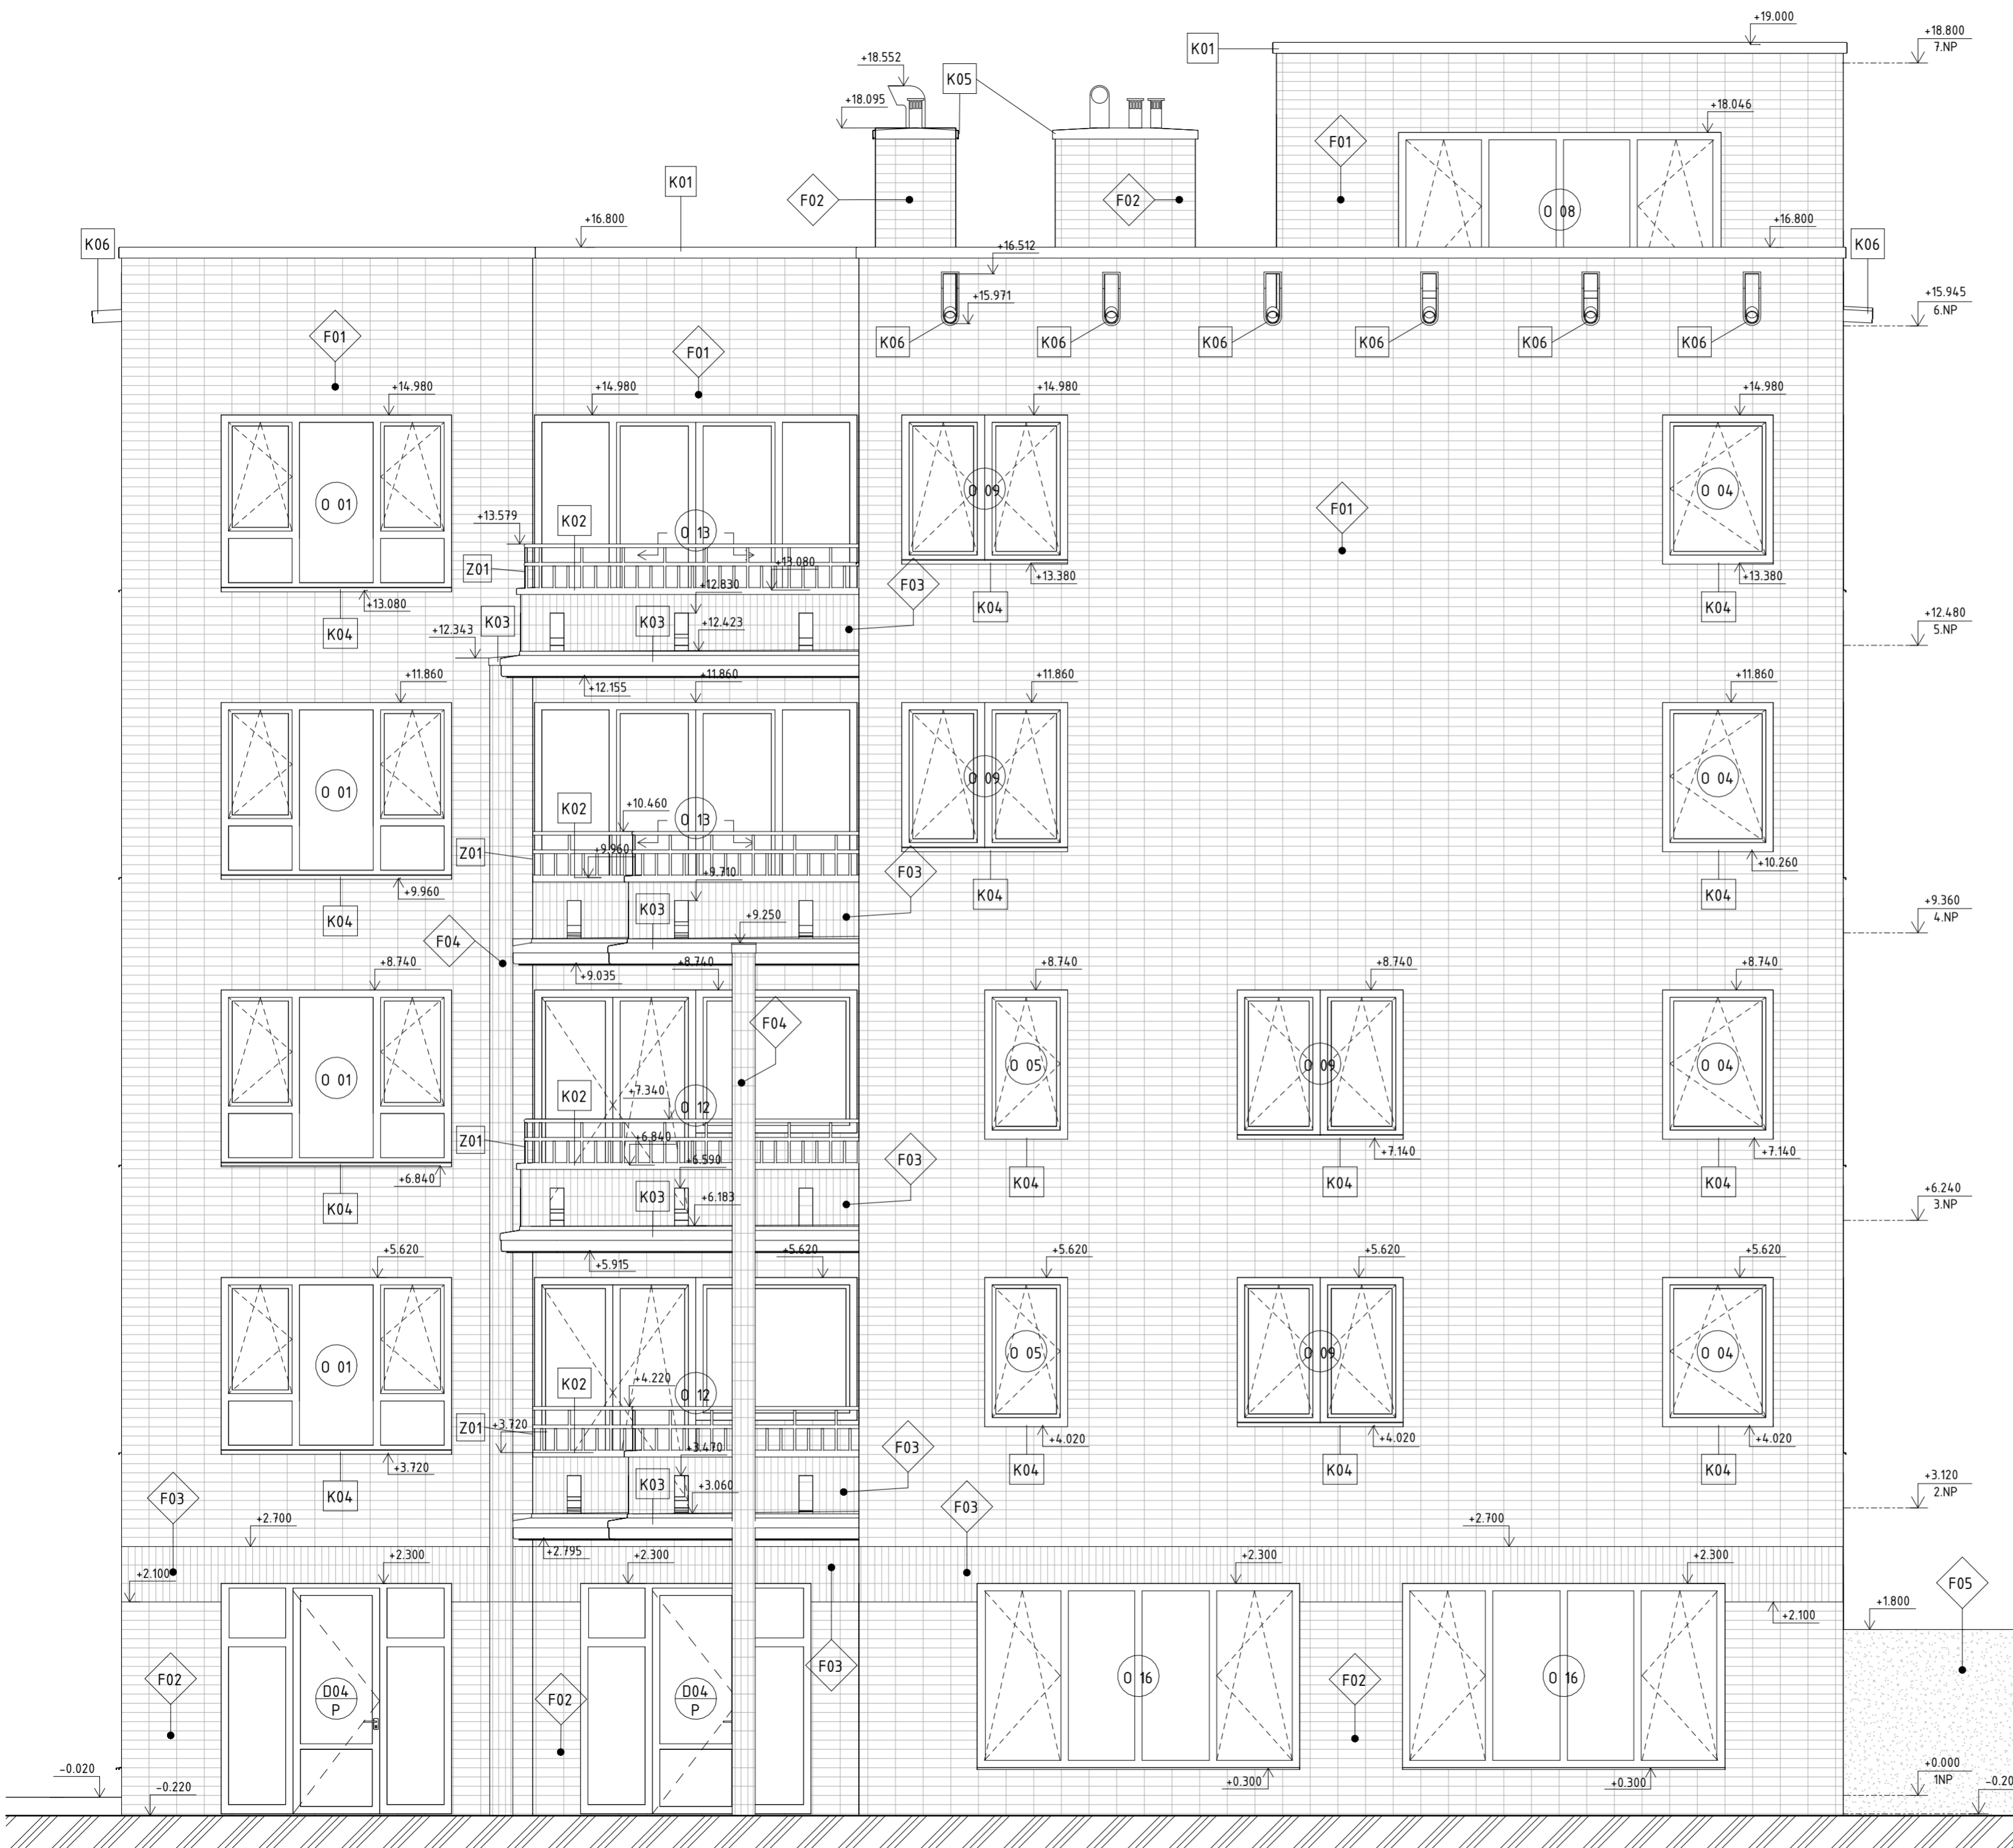 +19.000
+18.800
7.NP
K01
+18.552
K05
+18.095
+18.046
F01
K01
F02
F02
O 08
+16.800
+16.800
K06
K06
+16.512
+15.971
+15.945
6.NP
F01
F01
K06
K06
K06
K06
K06
K06
+14.980
+14.980
+14.980
+14.980
O 01
O 09
O 04
F01
+13.579
K02
O 13
Z01
+13.080
+12.830
F03
+13.380
+13.380
+13.080
K04
K03
K03
K04
K04
+12.480
5.NP
+12.343
+12.423
+12.155
+11.860
+11.860
+11.860
+11.860
O 01
O 09
O 04
K02
+10.460
O 13
Z01
+9.960
+9.710
F03
+10.260
+9.960
K04
K03
K04
K04
+9.360
4.NP
F04
+9.250
+9.035
+8.740
+8.740
+8.740
+8.740
+8.740
F04
O 01
O 05
O 09
O 04
K02
+7.340
O 12
Z01
+6.840
+6.590
F03
+7.140
+7.140
+6.840
K04
K03
+6.183
K04
K04
K04
+6.240
3.NP
+5.915
+5.620
+5.620
+5.620
+5.620
+5.620
O 01
O 05
O 09
O 04
K02
+4.220
O 12
Z01
+3.720
+3.470
F03
+4.020
+4.020
+4.020
+3.720
K04
K03
+3.060
K04
K04
K04
+3.120
2.NP
F03
F03
+2.700
+2.700
+2.795
+2.300
+2.300
+2.300
+2.300
+2.100
+2.100
+1.800
F05
F02
D04
P
F02
D04
P
F03
O 16
F02
O 16
-0.020
-0.220
+0.300
+0.300
+0.000
1NP
-0.20